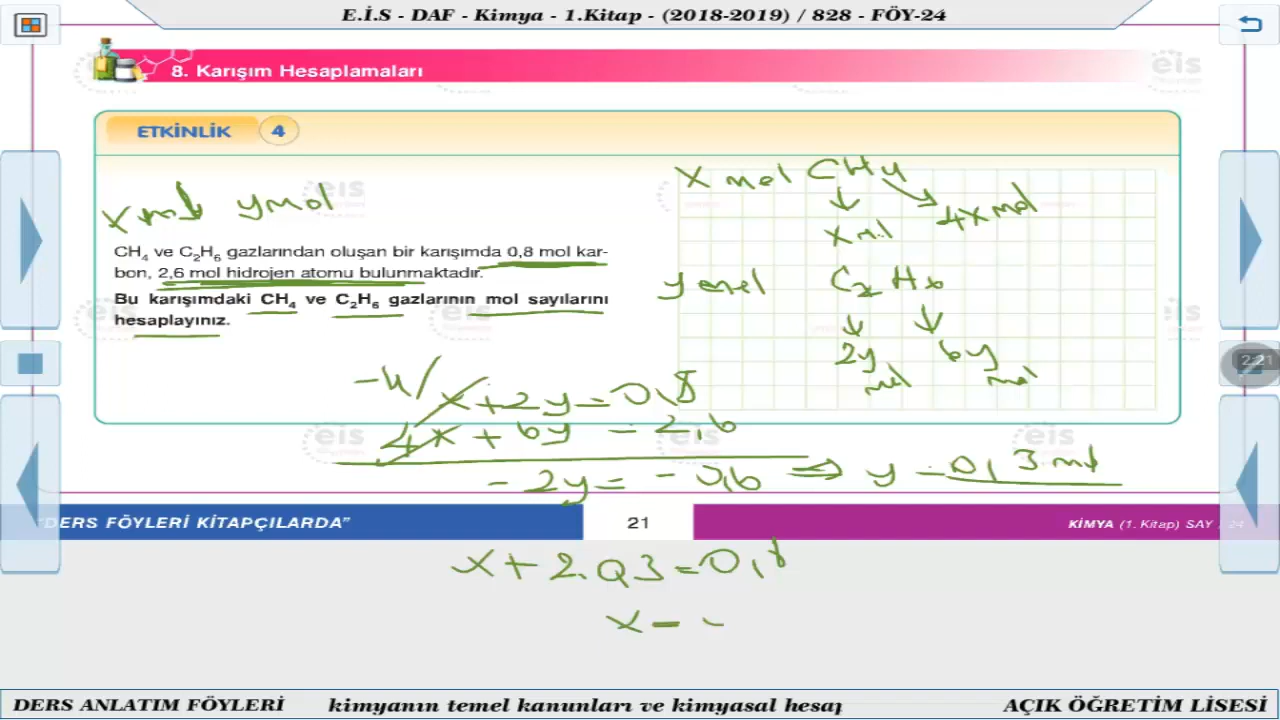 E.İ.S - DAF - Kimya - 1.Kitap - (2018-2019) / 828 - FÖY-24
8. Karışım Hesaplamaları
eis
ETKİNLİK 4
x mol y mol
CH₄ ve C₂H₆ gazlarından oluşan bir karışımda 0,8 mol kar-
bon, 2,6 mol hidrojen atomu bulunmaktadır.
Bu karışımdaki CH₄ ve C₂H₆ gazlarının mol sayılarını
hesaplayınız.
x mol CH₄
x mol 4x mol
y mol C₂H₆
2y mol 6y mol
-4/ x+2y=0,8
4x + 6y = 2,6
-2y = -0,6 ⇒ y=0,3 mol
"DERS FÖYLERİ KİTAPÇILARDA" 21 KİMYA (1. Kitap) SAY 24
x+2.0,3=0,8
x =
2:21
DERS ANLATIM FÖYLERİ kimyanın temel kanunları ve kimyasal hesap AÇIK ÖĞRETİM LİSESİ